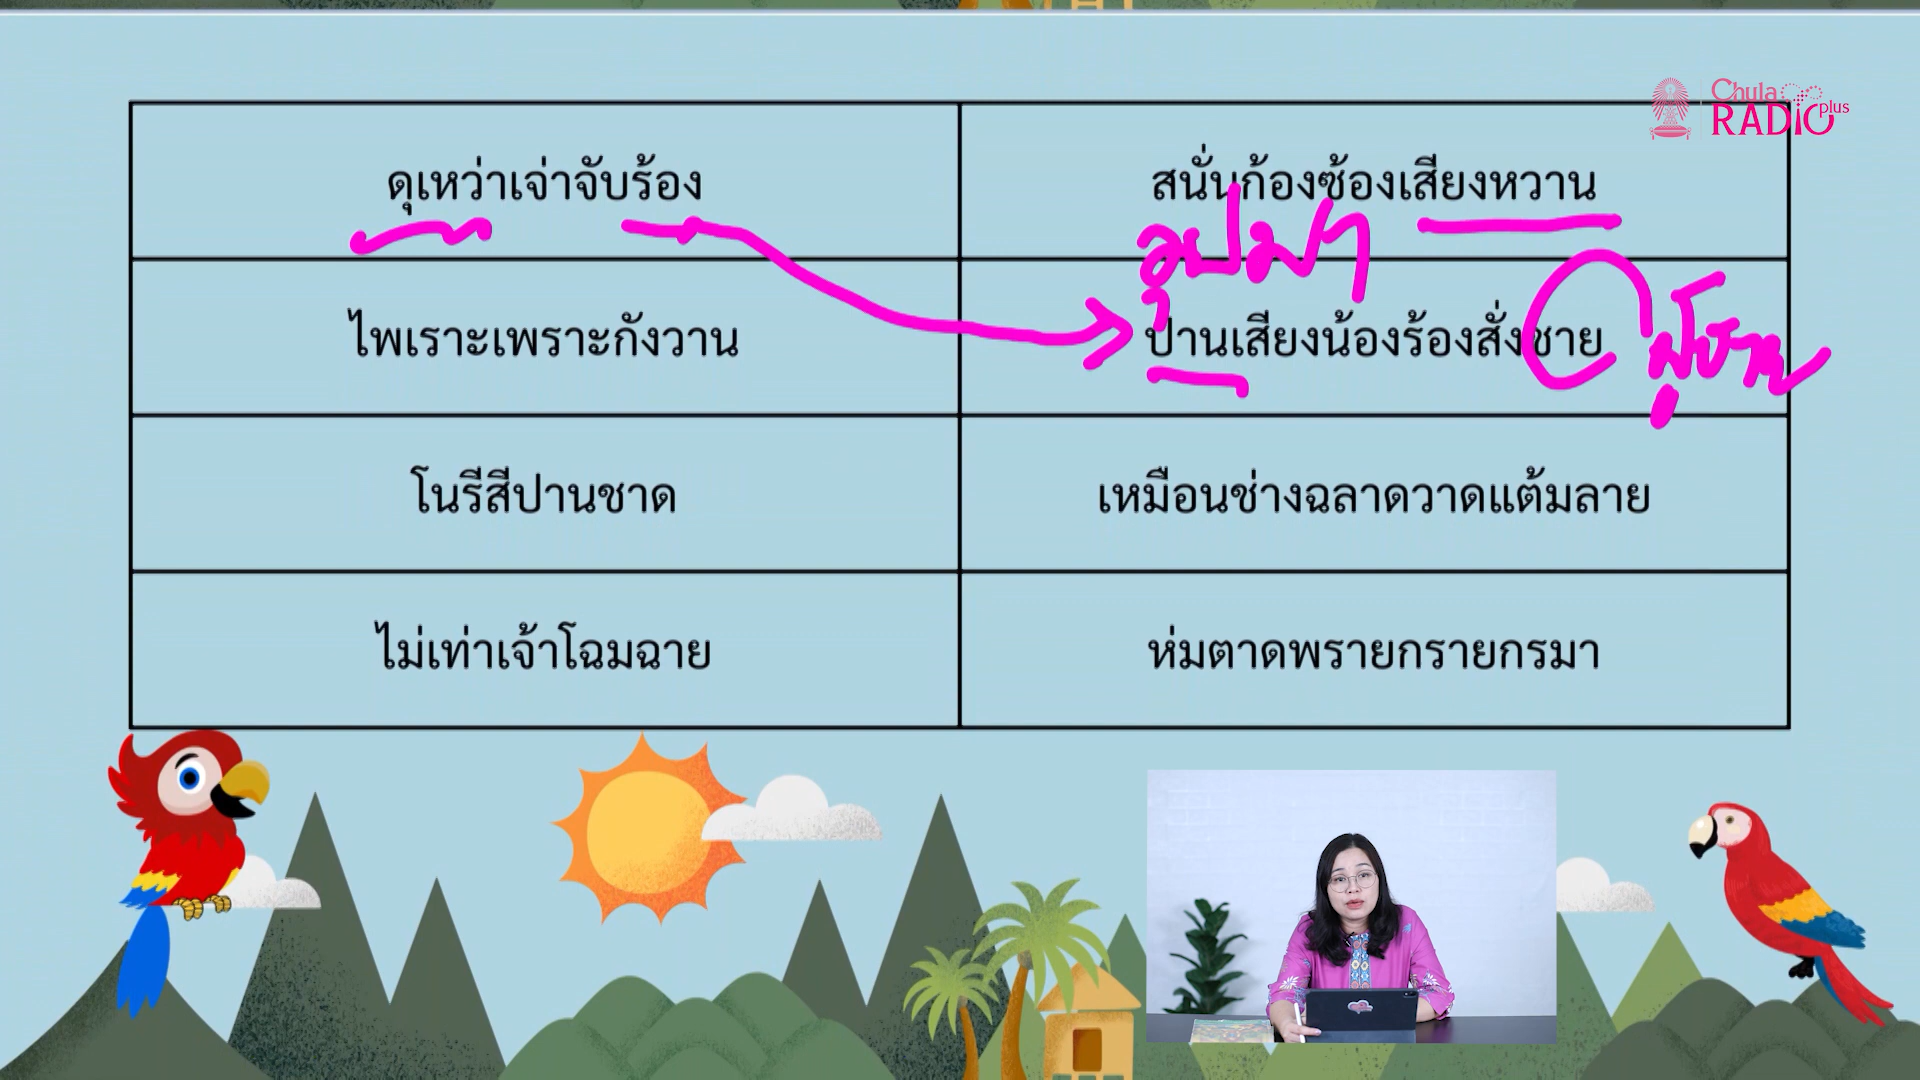 Chula
RADIO plus
ดุเหว่าเจ่าจับร้อง สนั่นก้องซ้องเสียงหวาน
อุปมา
ไพเราะเพราะกังวาน ปานเสียงน้องร้องสั่งชาย
ผู้ชาย
โนรีสีปานชาด เหมือนช่างฉลาดวาดแต้มลาย
ไม่เท่าเจ้าโฉมฉาย ห่มตาดพรายกรายกรมา